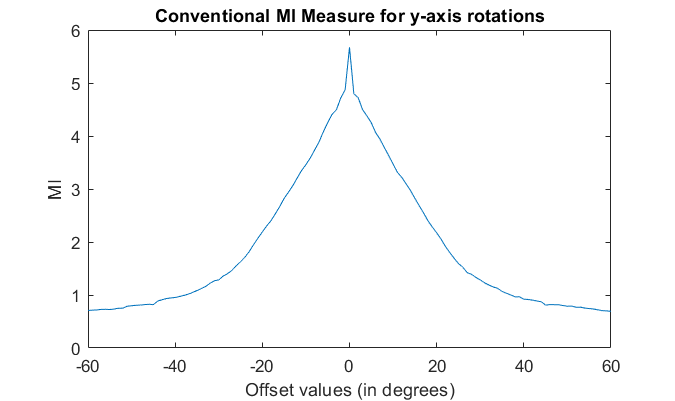 Conventional MI Measure for y-axis rotations
6
5
4
3
2
1
0
MI
-60 -40 -20 0 20 40 60
Offset values (in degrees)